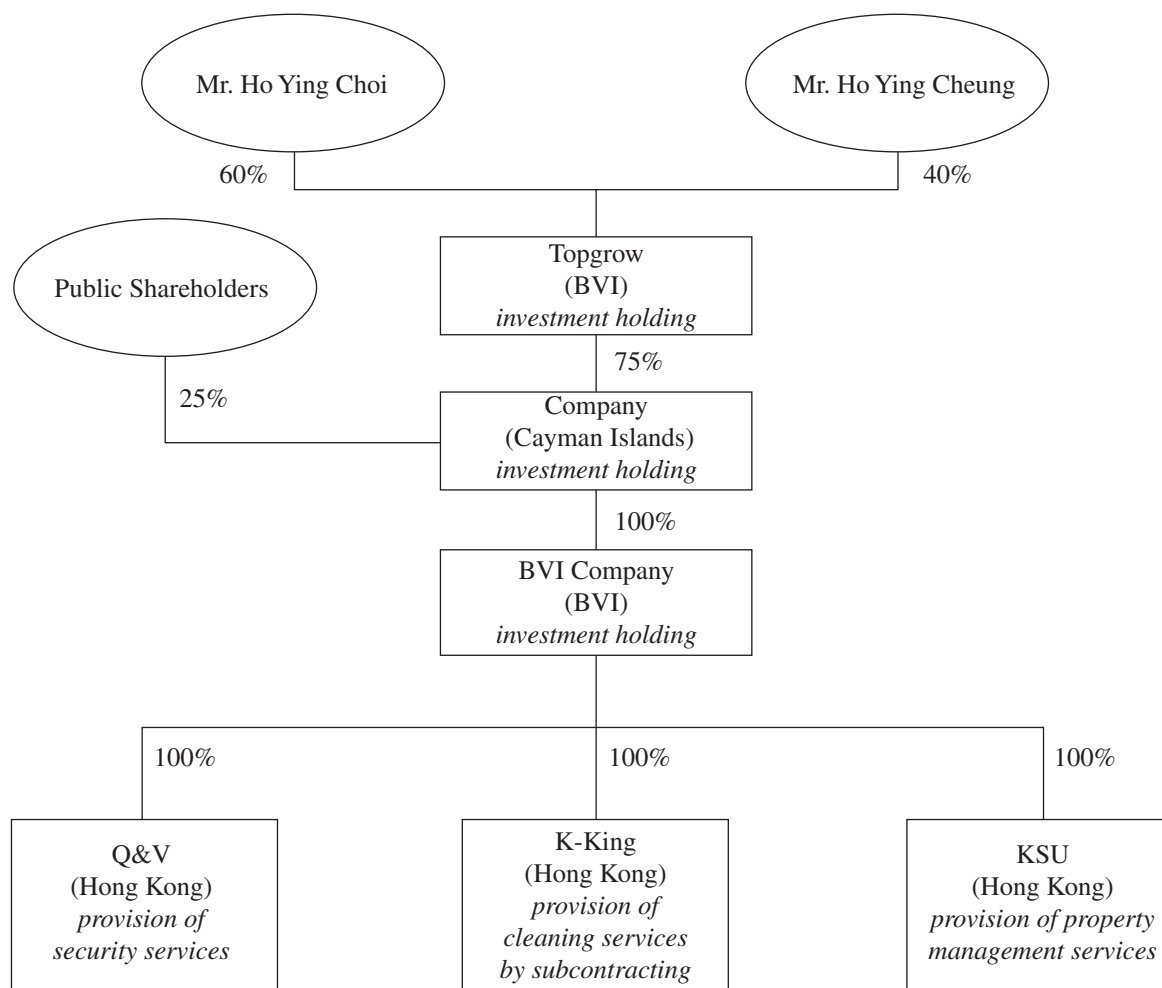 Mr. Ho Ying Choi
Mr. Ho Ying Cheung
60%
40%
Public Shareholders
Topgrow
(BVI)
investment holding
75%
25%
Company
(Cayman Islands)
investment holding
100%
BVI Company
(BVI)
investment holding
100%
100%
100%
Q&V
(Hong Kong)
provision of
security services
K-King
(Hong Kong)
provision of
cleaning services
by subcontracting
KSU
(Hong Kong)
provision of property
management services